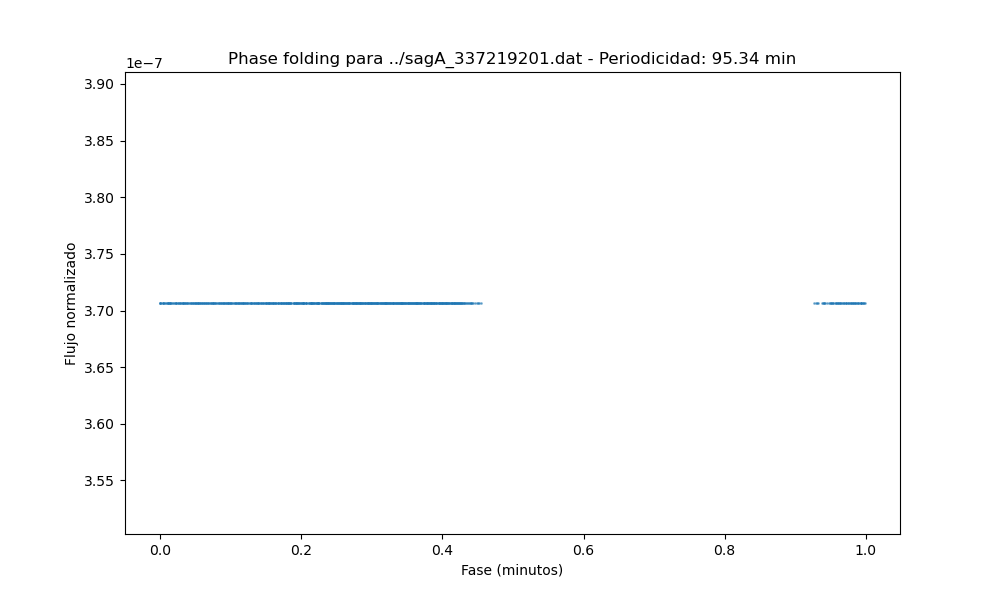 Phase folding para ../sagA_337219201.dat - Periodicidad: 95.34 min
1e−7
3.90
3.85
3.80
3.75
3.70
3.65
3.60
3.55
Flujo normalizado
0.0 0.2 0.4 0.6 0.8 1.0
Fase (minutos)